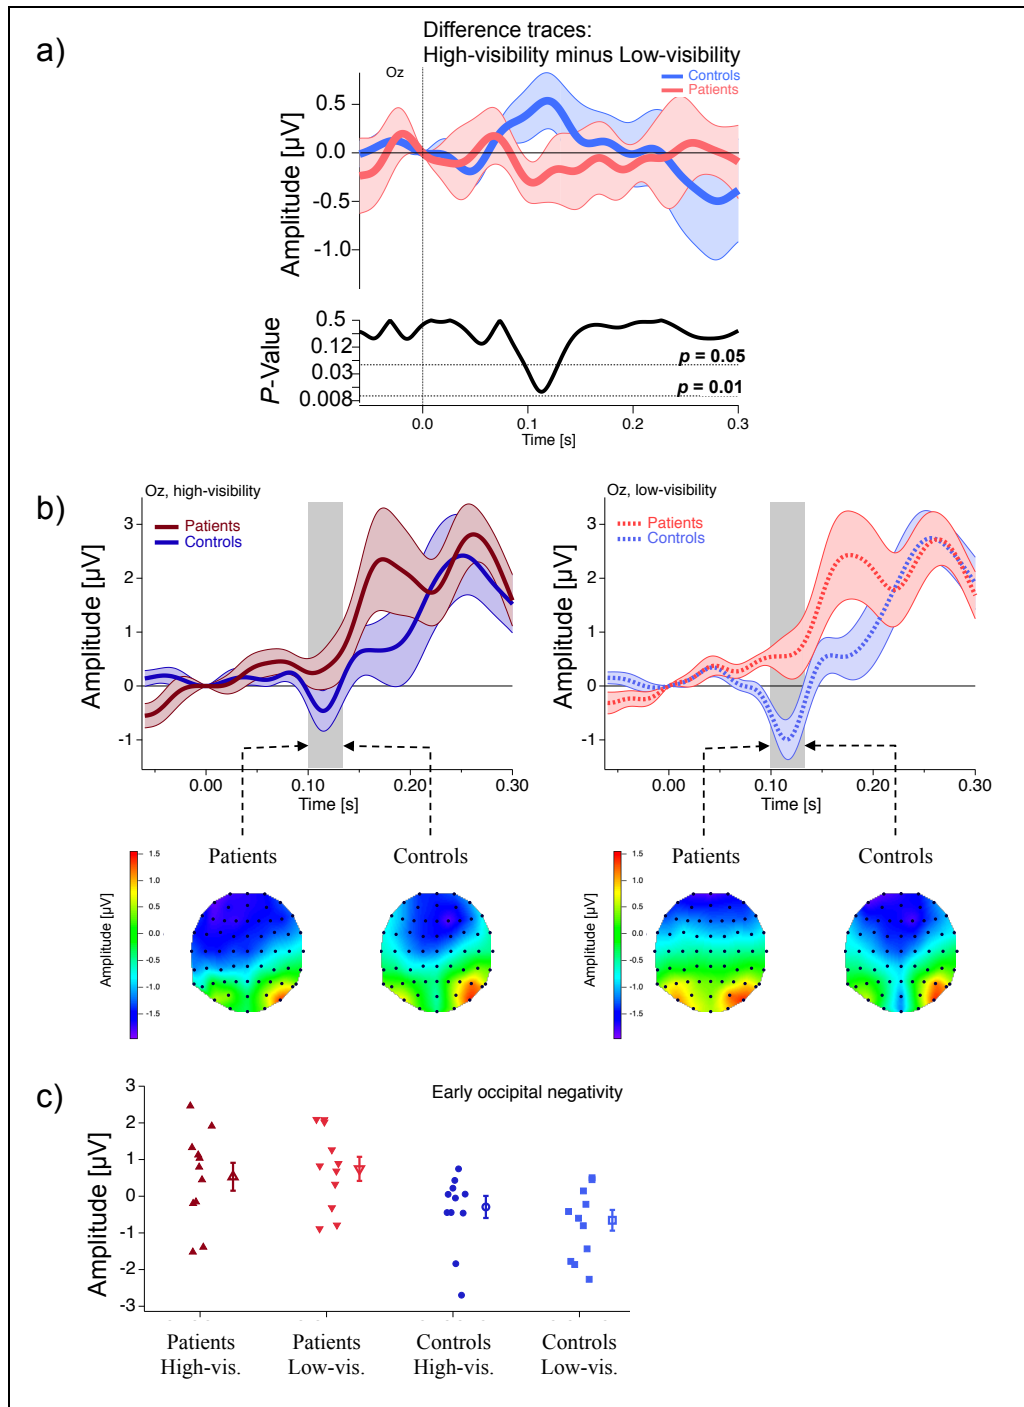 a)
Difference traces:
High-visibility minus Low-visibility
Oz
Controls
Patients
Amplitude [µV]
0.5
0.0
-0.5
-1.0
P-Value
0.5
0.12
0.03
0.008
p = 0.05
p = 0.01
0.0
0.1
0.2
0.3
Time [s]
b)
Oz, high-visibility
Patients
Controls
Amplitude [µV]
3
2
1
0
-1
0.00
0.10
0.20
0.30
Time [s]
Oz, low-visibility
Patients
Controls
Amplitude [µV]
3
2
1
0
-1
0.00
0.10
0.20
0.30
Time [s]
Patients
Controls
Amplitude [µV]
1.5
1.0
0.5
0.0
-0.5
-1.0
-1.5
Patients
Controls
Amplitude [µV]
1.5
1.0
0.5
0.0
-0.5
-1.0
-1.5
c)
Early occipital negativity
Amplitude [µV]
3
2
1
0
-1
-2
-3
Patients
High-vis.
Patients
Low-vis.
Controls
High-vis.
Controls
Low-vis.